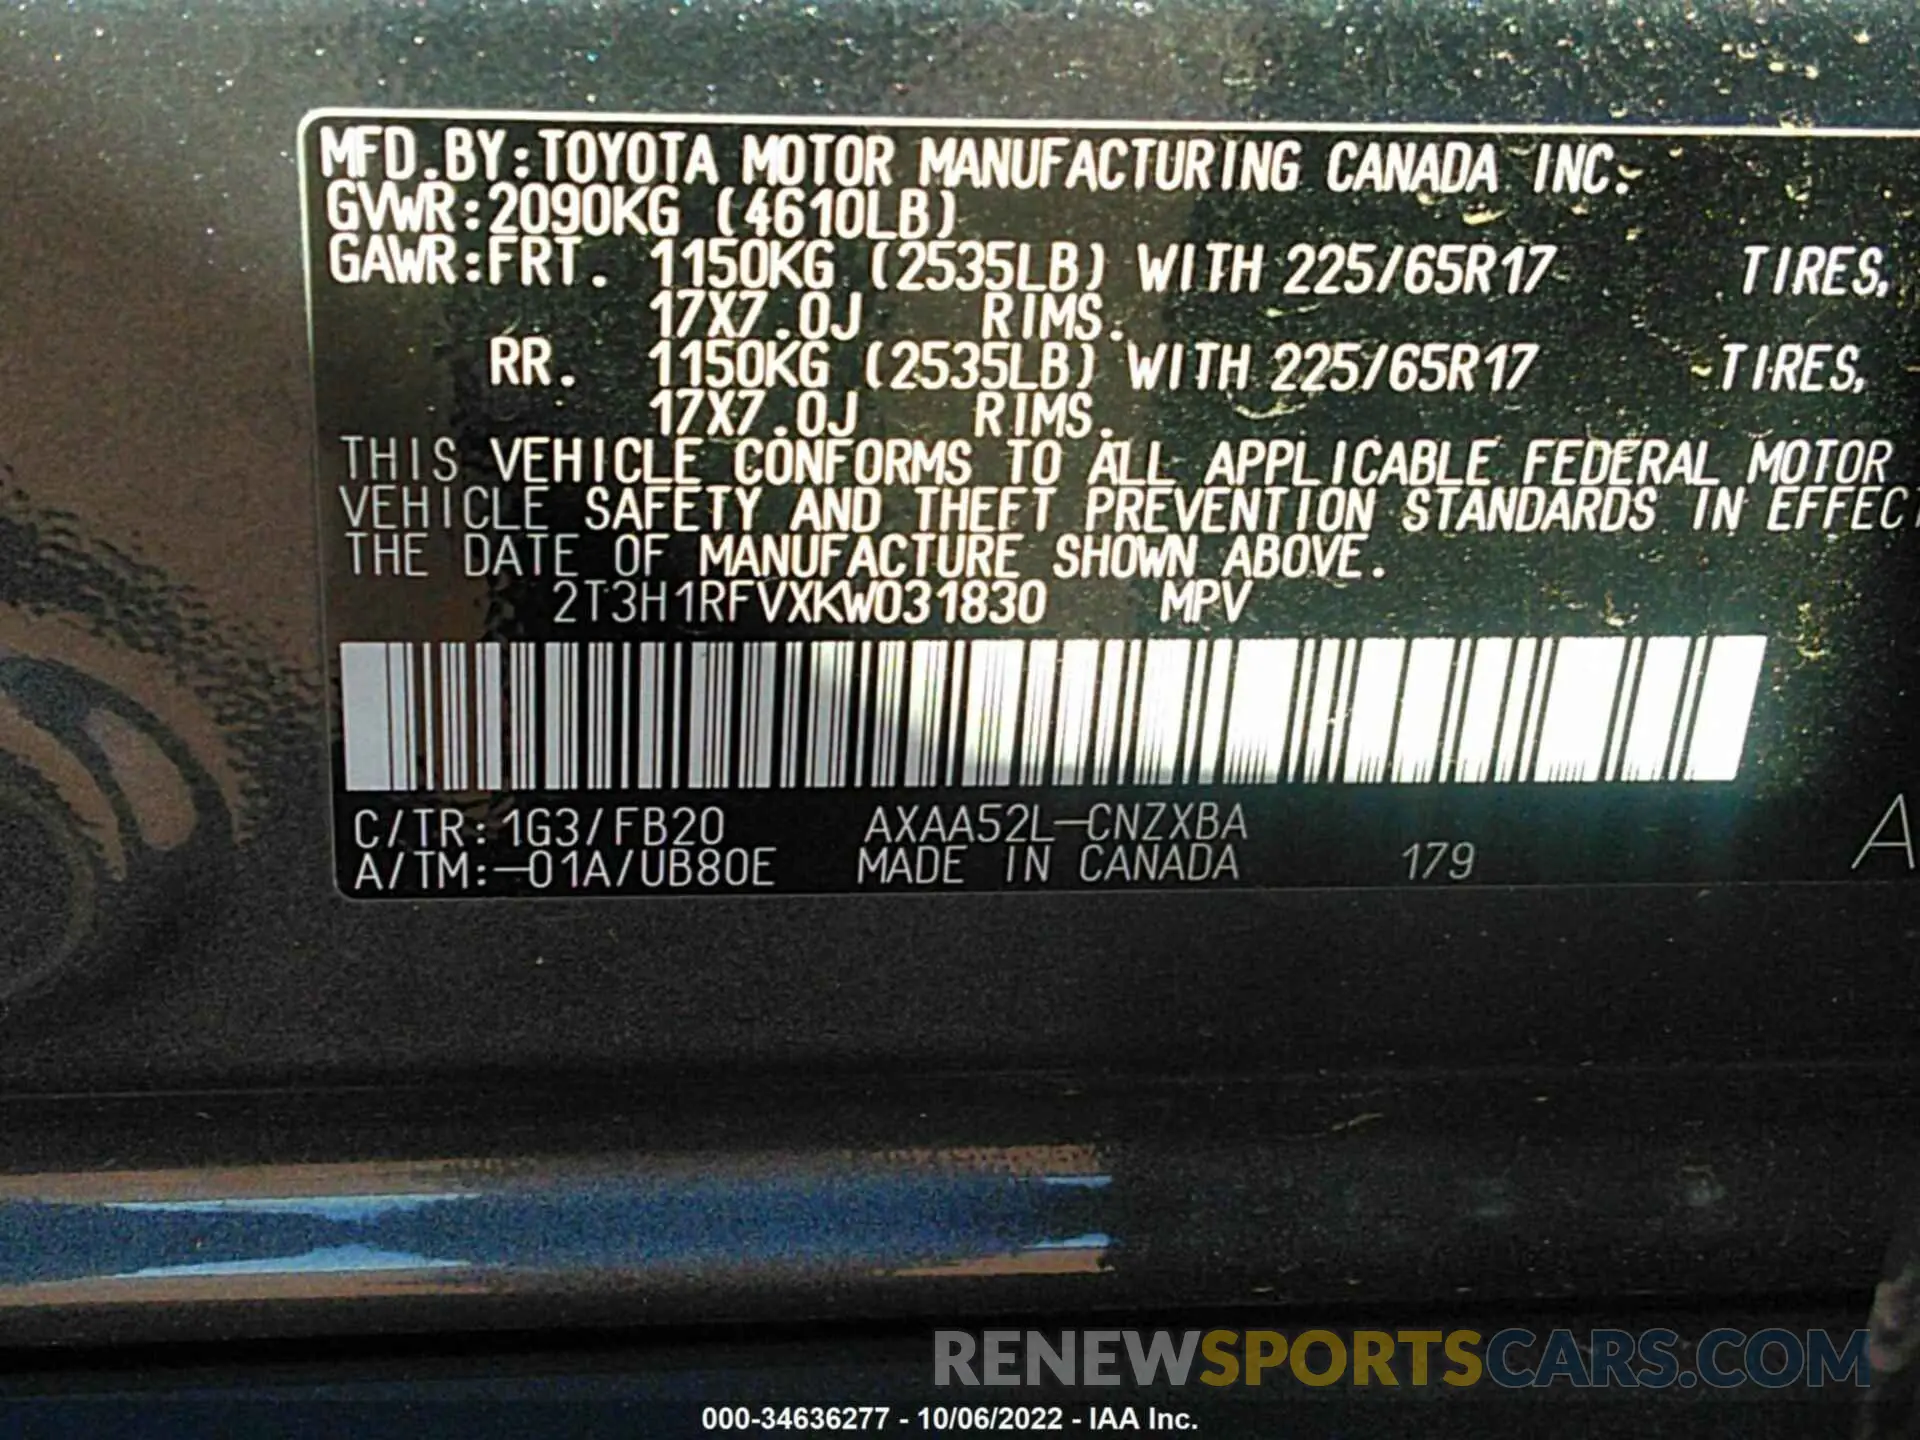 MFD.BY:TOYOTA MOTOR MANUFACTURING CANADA INC.
GVWR:2090KG (4610LB)
GAWR:FRT. 1150KG (2535LB) WITH 225/65R17 TIRES,
17X7.0J RIMS.
RR. 1150KG (2535LB) WITH 225/65R17 TIRES,
17X7.0J RIMS.
THIS VEHICLE CONFORMS TO ALL APPLICABLE FEDERAL MOTOR
VEHICLE SAFETY AND THEFT PREVENTION STANDARDS IN EFFECT
THE DATE OF MANUFACTURE SHOWN ABOVE.
2T3H1RFVXKW031830 MPV
C/TR:1G3/FB20 AXAA52L-CNZXBA
A/TM:-01A/UB80E MADE IN CANADA 179 A
RENEWSPORTSCARS.COM
000-34636277 - 10/06/2022 - IAA Inc.